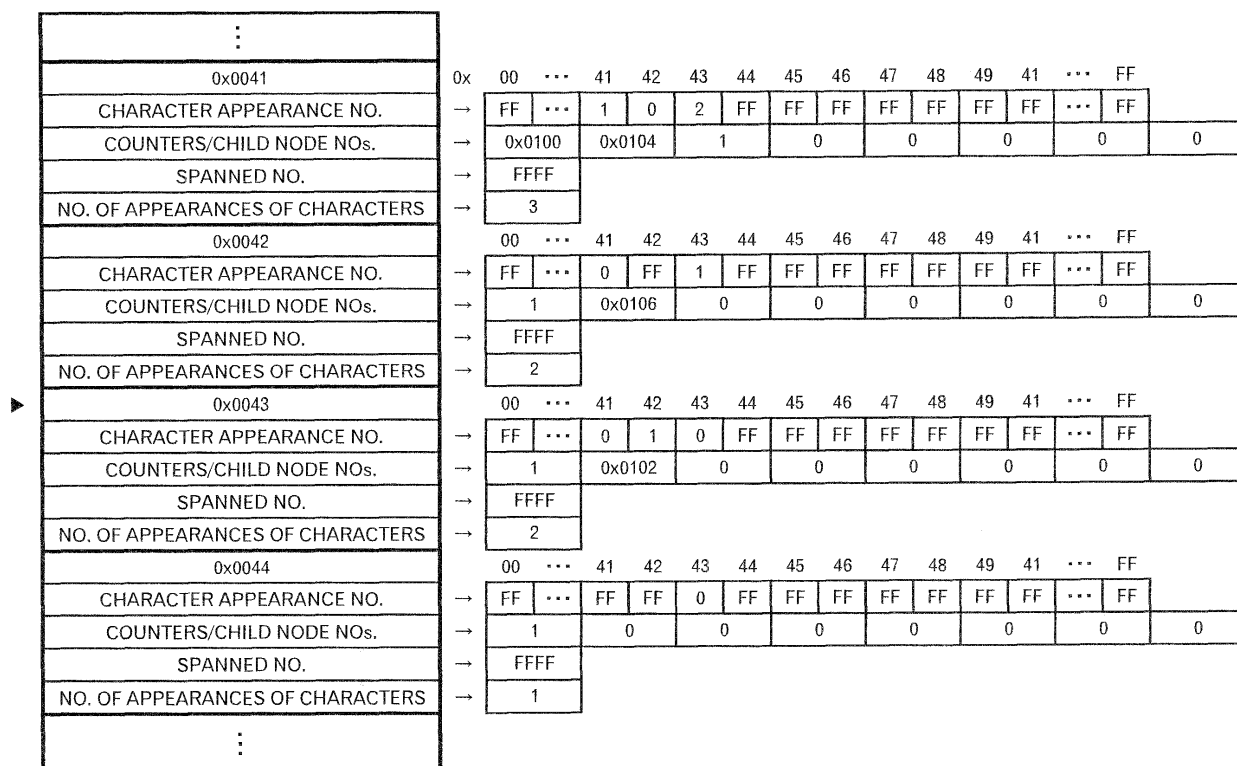 ⋮
0x0041 0x 00 ··· 41 42 43 44 45 46 47 48 49 41 ··· FF
CHARACTER APPEARANCE NO. → FF ··· 1 0 2 FF FF FF FF FF FF FF ··· FF
COUNTERS/CHILD NODE NOs. → 0x0100 0x0104 1 0 0 0 0 0
SPANNED NO. → FFFF
NO. OF APPEARANCES OF CHARACTERS → 3
0x0042 00 ··· 41 42 43 44 45 46 47 48 49 41 ··· FF
CHARACTER APPEARANCE NO. → FF ··· 0 FF 1 FF FF FF FF FF FF FF ··· FF
COUNTERS/CHILD NODE NOs. → 1 0x0106 0 0 0 0 0 0
SPANNED NO. → FFFF
NO. OF APPEARANCES OF CHARACTERS → 2
▶ 0x0043 00 ··· 41 42 43 44 45 46 47 48 49 41 ··· FF
CHARACTER APPEARANCE NO. → FF ··· 0 1 0 FF FF FF FF FF FF FF ··· FF
COUNTERS/CHILD NODE NOs. → 1 0x0102 0 0 0 0 0 0
SPANNED NO. → FFFF
NO. OF APPEARANCES OF CHARACTERS → 2
0x0044 00 ··· 41 42 43 44 45 46 47 48 49 41 ··· FF
CHARACTER APPEARANCE NO. → FF ··· FF FF 0 FF FF FF FF FF FF FF ··· FF
COUNTERS/CHILD NODE NOs. → 1 0 0 0 0 0 0 0
SPANNED NO. → FFFF
NO. OF APPEARANCES OF CHARACTERS → 1
⋮